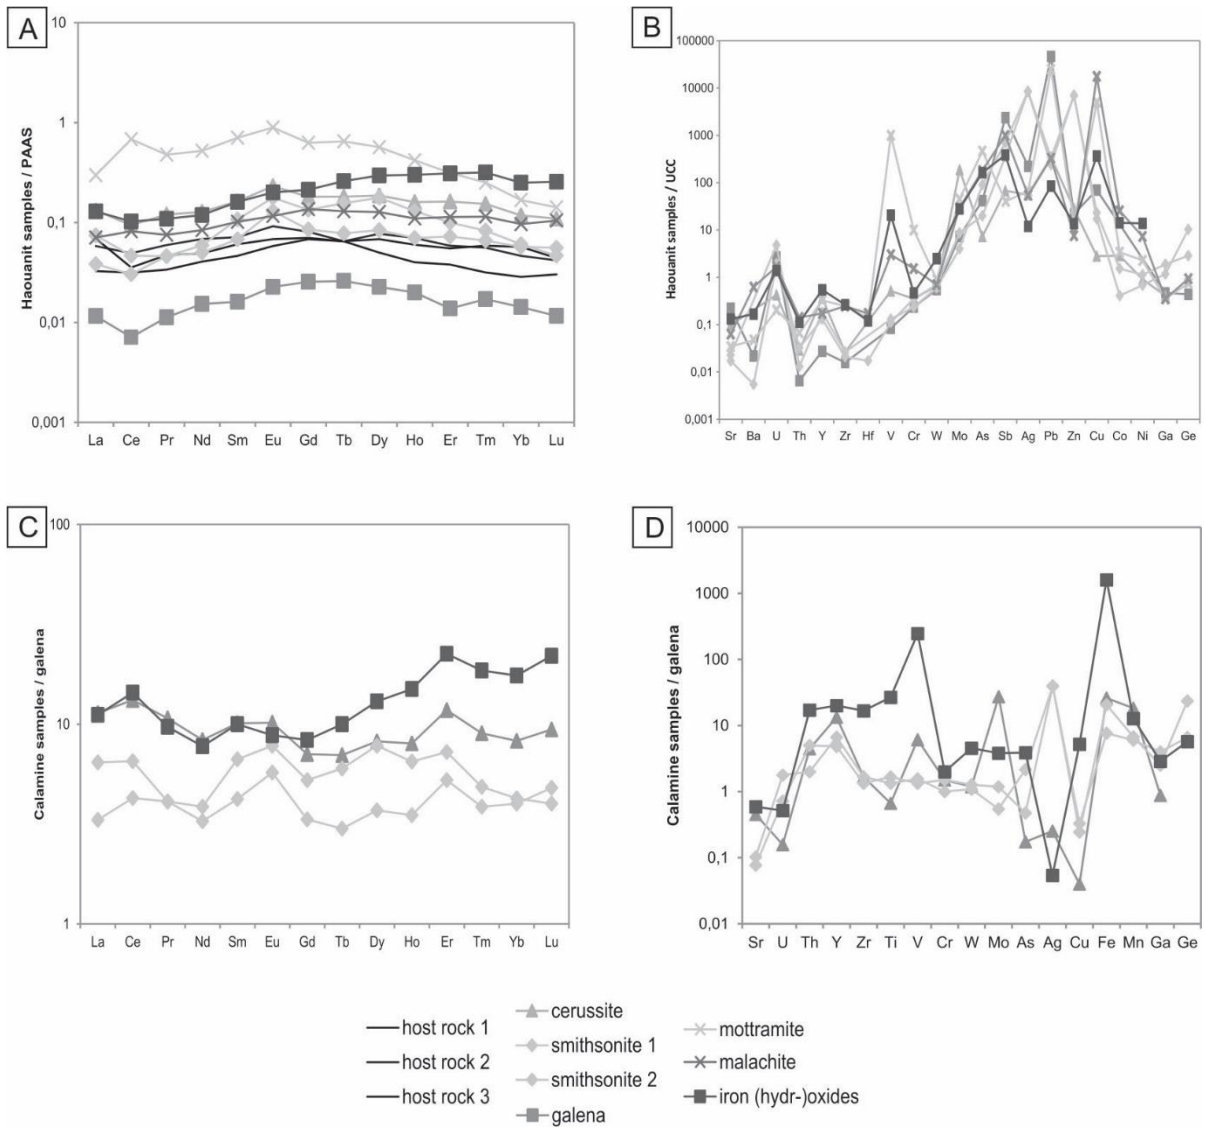 A
10
1
0,1
0,01
0,001
Haouanit samples / PAAS
La Ce Pr Nd Sm Eu Gd Tb Dy Ho Er Tm Yb Lu
B
100000
10000
1000
100
10
1
0,1
0,01
0,001
Haouanit samples / UCC
Sr Ba U Th Y Zr Hf V Cr W Mo As Sb Ag Pb Zn Cu Co Ni Ga Ge
C
100
10
1
Calamine samples / galena
La Ce Pr Nd Sm Eu Gd Tb Dy Ho Er Tm Yb Lu
D
10000
1000
100
10
1
0,1
0,01
Calamine samples / galena
Sr U Th Y Zr Ti V Cr W Mo As Ag Cu Fe Mn Ga Ge
host rock 1
host rock 2
host rock 3
cerussite
smithsonite 1
smithsonite 2
galena
mottramite
malachite
iron (hydr-)oxides